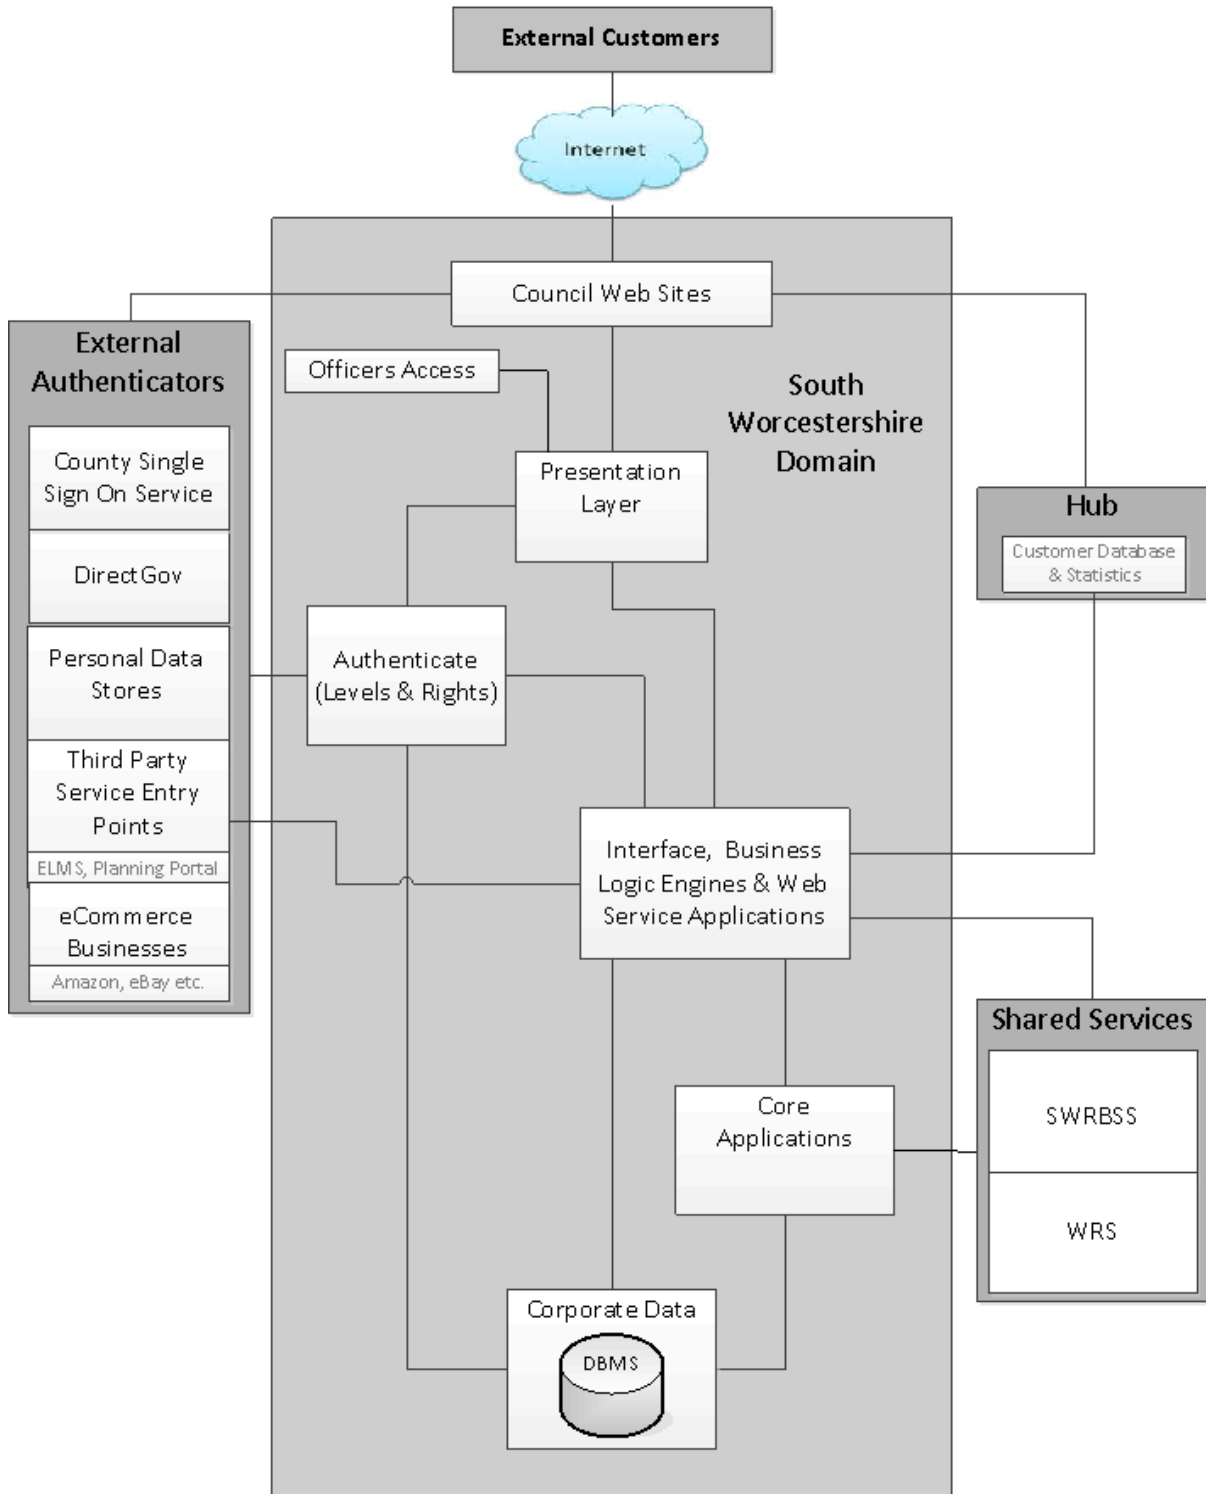 External Customers
Internet
Council Web Sites
External
Authenticators
Officers Access
South
Worcestershire
Domain
County Single
Sign On Service
Presentation
Layer
Hub
Customer Database
& Statistics
DirectGov
Personal Data
Stores
Authenticate
(Levels & Rights)
Third Party
Service Entry
Points
ELMS, Planning Portal
Interface, Business
Logic Engines & Web
Service Applications
eCommerce
Businesses
Amazon, eBay etc.
Shared Services
SWRBSS
WRS
Core
Applications
Corporate Data
DBMS